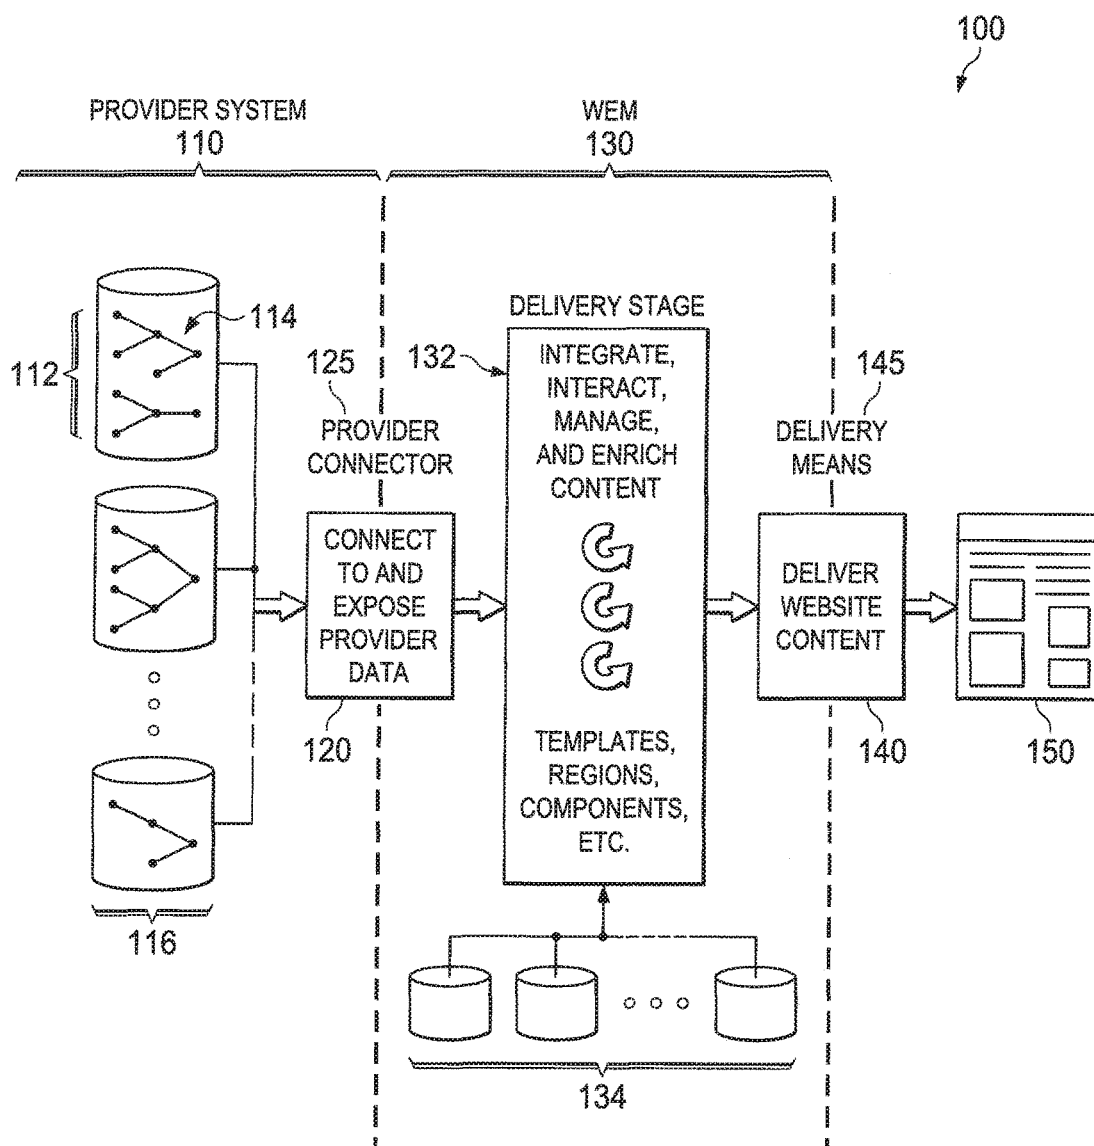 100
PROVIDER SYSTEM
110
WEM
130
DELIVERY STAGE
112
114
125
PROVIDER
CONNECTOR
132
INTEGRATE,
INTERACT,
MANAGE,
AND ENRICH
CONTENT
145
DELIVERY
MEANS
CONNECT
TO AND
EXPOSE
PROVIDER
DATA
DELIVER
WEBSITE
CONTENT
120
140
150
TEMPLATES,
REGIONS,
COMPONENTS,
ETC.
116
134